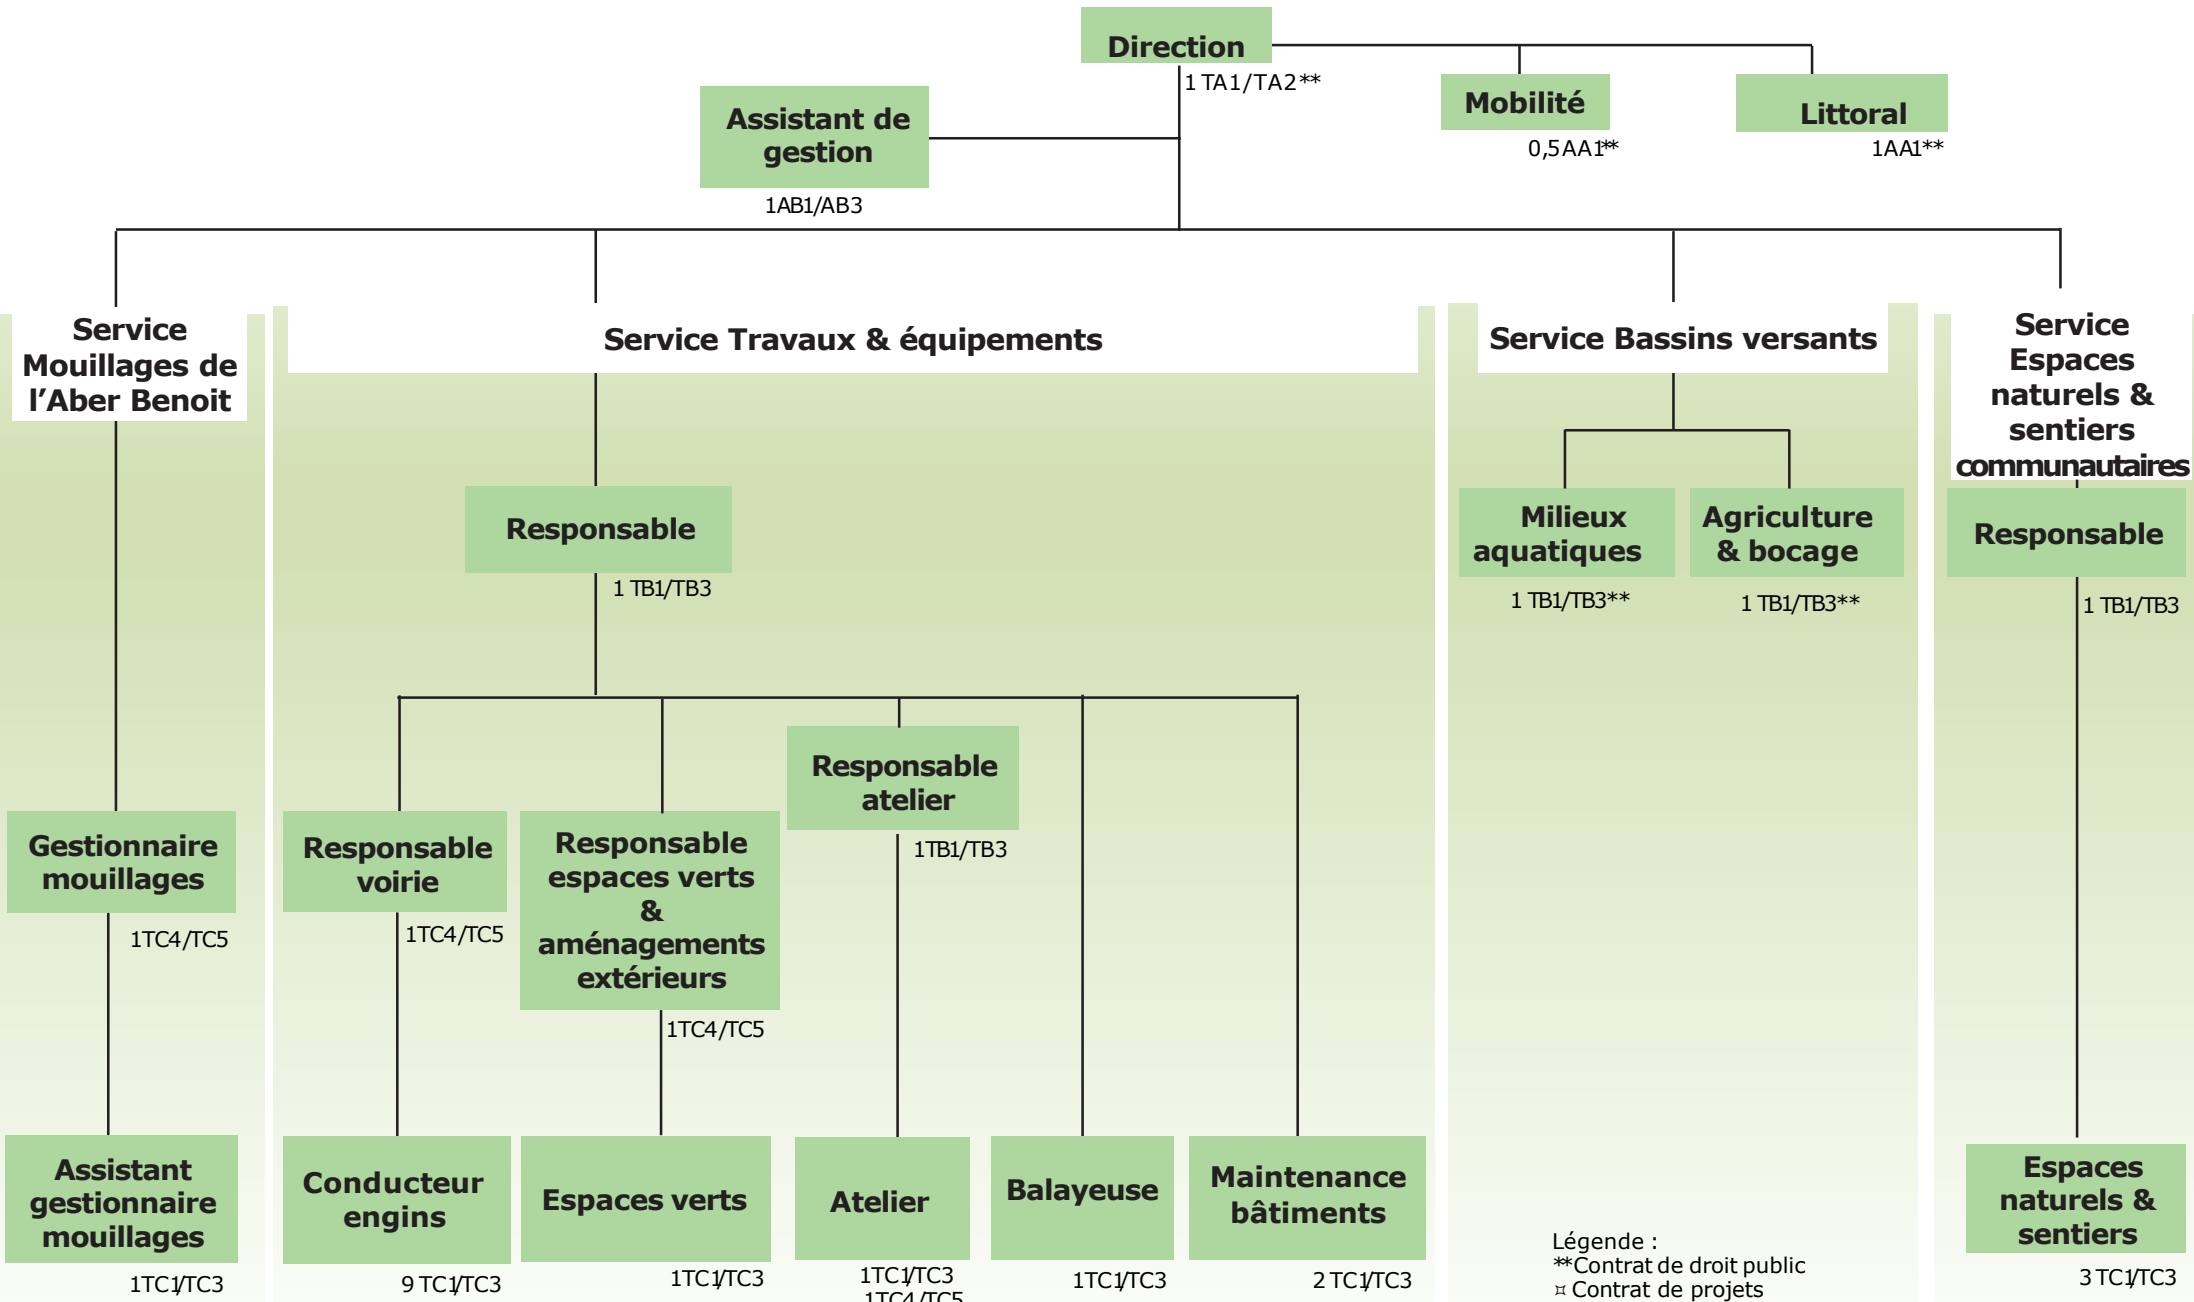 Direction
1 TA1/TA2**
Mobilité
0,5AA1**
Littoral
1AA1**
Assistant de
gestion
1AB1/AB3
Service
Mouillages de
l'Aber Benoit
Service Travaux & équipements
Service Bassins versants
Service
Espaces
naturels &
sentiers
communautaires
Responsable
1 TB1/TB3
Milieux
aquatiques
1 TB1/TB3**
Agriculture
& bocage
1 TB1/TB3**
Responsable
1 TB1/TB3
Gestionnaire
mouillages
1TC4/TC5
Responsable
voirie
1TC4/TC5
Responsable
espaces verts
&
aménagements
extérieurs
1TC4/TC5
Responsable
atelier
1TB1/TB3
Assistant
gestionnaire
mouillages
1TC1/TC3
Conducteur
engins
9 TC1/TC3
Espaces verts
1TC1/TC3
Atelier
1TC1/TC3
1TC4/TC5
Balayeuse
1TC1/TC3
Maintenance
bâtiments
2 TC1/TC3
Légende :
**Contrat de droit public
¤ Contrat de projets
Espaces
naturels &
sentiers
3 TC1/TC3